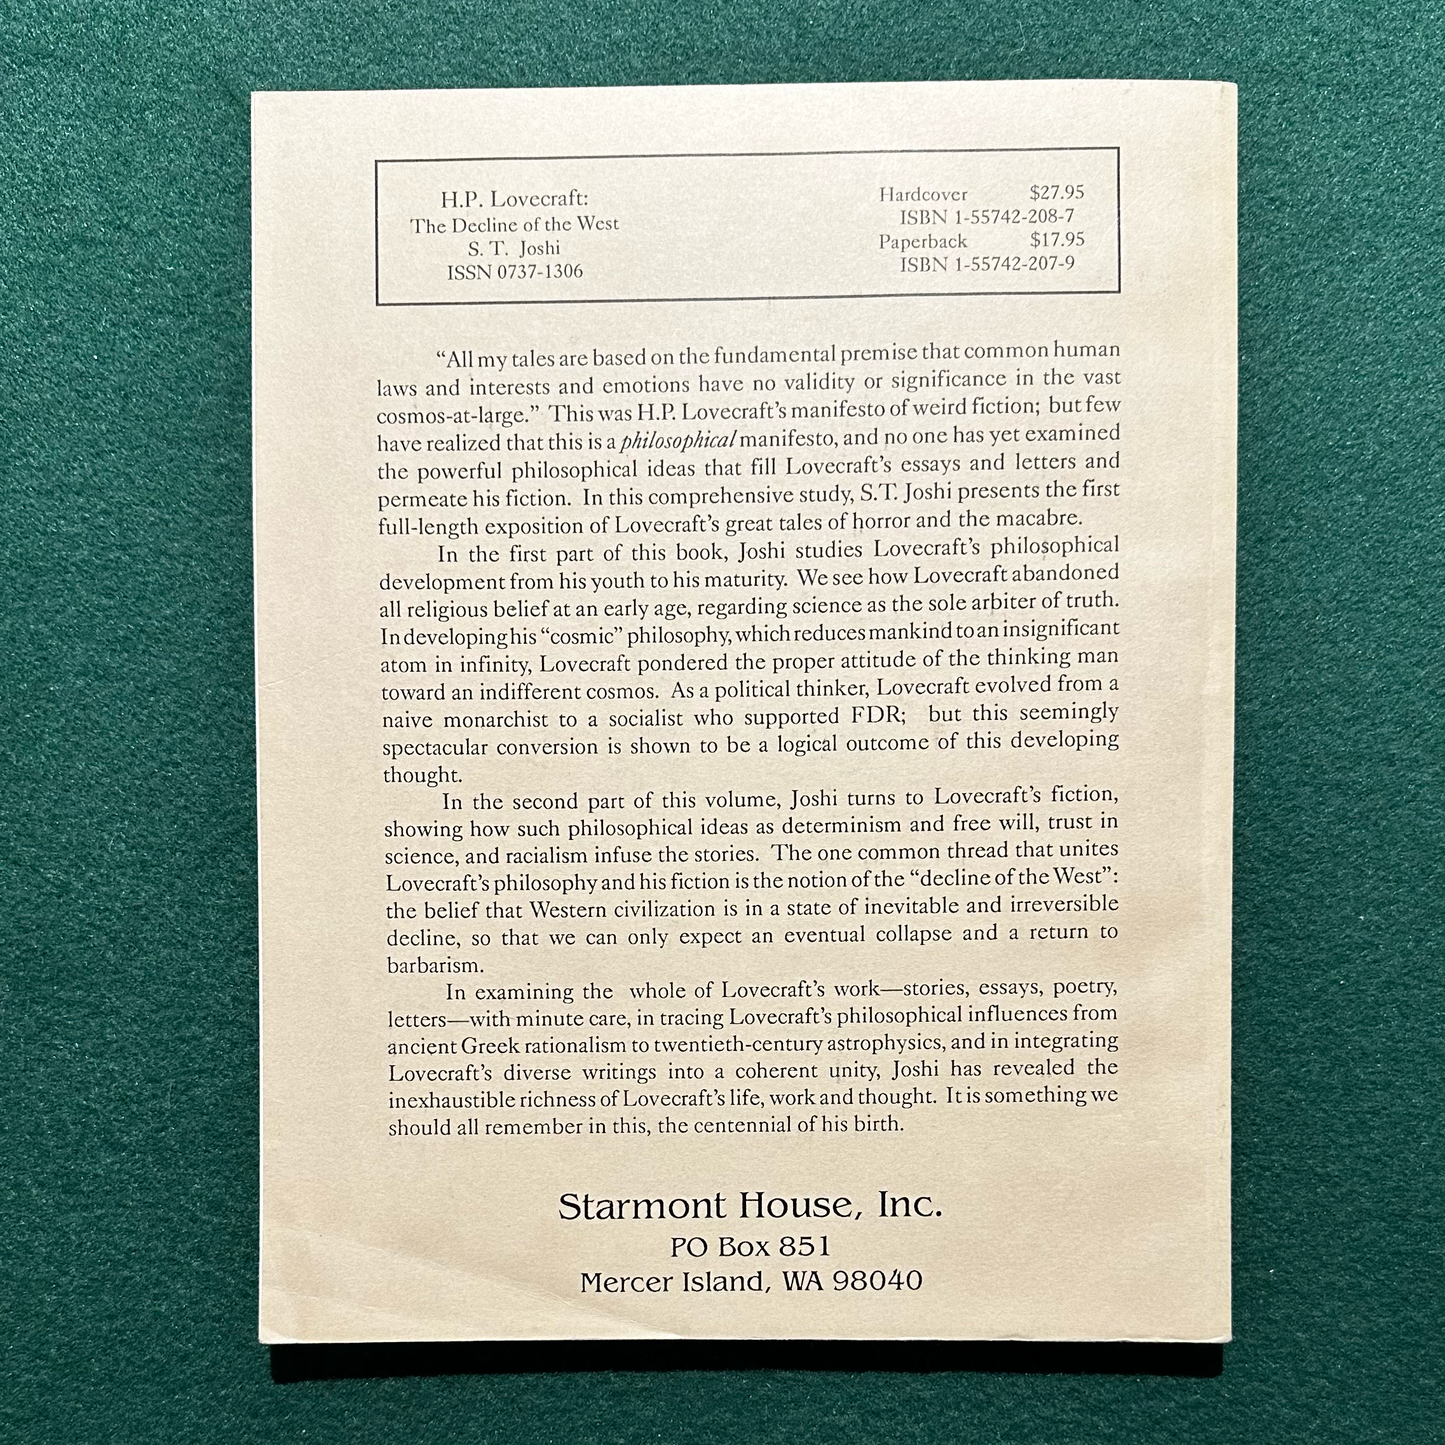 H.P. Lovecraft:
The Decline of the West
S. T. Joshi
ISSN 0737-1306
Hardcover $27.95
ISBN 1-55742-208-7
Paperback $17.95
ISBN 1-55742-207-9
“All my tales are based on the fundamental premise that common human
laws and interests and emotions have no validity or significance in the vast
cosmos-at-large.” This was H.P. Lovecraft’s manifesto of weird fiction; but few
have realized that this is a philosophical manifesto, and no one has yet examined
the powerful philosophical ideas that fill Lovecraft’s essays and letters and
permeate his fiction. In this comprehensive study, S.T. Joshi presents the first
full-length exposition of Lovecraft’s great tales of horror and the macabre.
In the first part of this book, Joshi studies Lovecraft’s philosophical
development from his youth to his maturity. We see how Lovecraft abandoned
all religious belief at an early age, regarding science as the sole arbiter of truth.
In developing his “cosmic” philosophy, which reduces mankind to an insignificant
atom in infinity, Lovecraft pondered the proper attitude of the thinking man
toward an indifferent cosmos. As a political thinker, Lovecraft evolved from a
naive monarchist to a socialist who supported FDR; but this seemingly
spectacular conversion is shown to be a logical outcome of this developing
thought.
In the second part of this volume, Joshi turns to Lovecraft’s fiction,
showing how such philosophical ideas as determinism and free will, trust in
science, and racialism infuse the stories. The one common thread that unites
Lovecraft’s philosophy and his fiction is the notion of the “decline of the West”:
the belief that Western civilization is in a state of inevitable and irreversible
decline, so that we can only expect an eventual collapse and a return to
barbarism.
In examining the whole of Lovecraft’s work—stories, essays, poetry,
letters—with minute care, in tracing Lovecraft’s philosophical influences from
ancient Greek rationalism to twentieth-century astrophysics, and in integrating
Lovecraft’s diverse writings into a coherent unity, Joshi has revealed the
inexhaustible richness of Lovecraft’s life, work and thought. It is something we
should all remember in this, the centennial of his birth.
Starmont House, Inc.
PO Box 851
Mercer Island, WA 98040